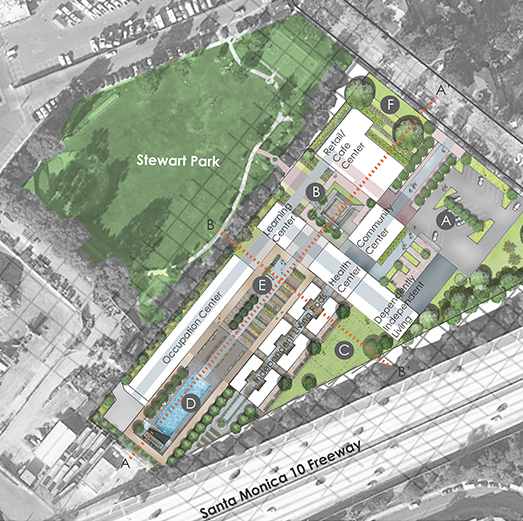 A'
F
Stewart Park
Retail/
Cafe
Center
B
A
B
Learning
Center
Community
Center
Health
Center
E
Dependently
Independent
Living
C
Occupation Center
B'
D
A
Santa Monica 10 Freeway